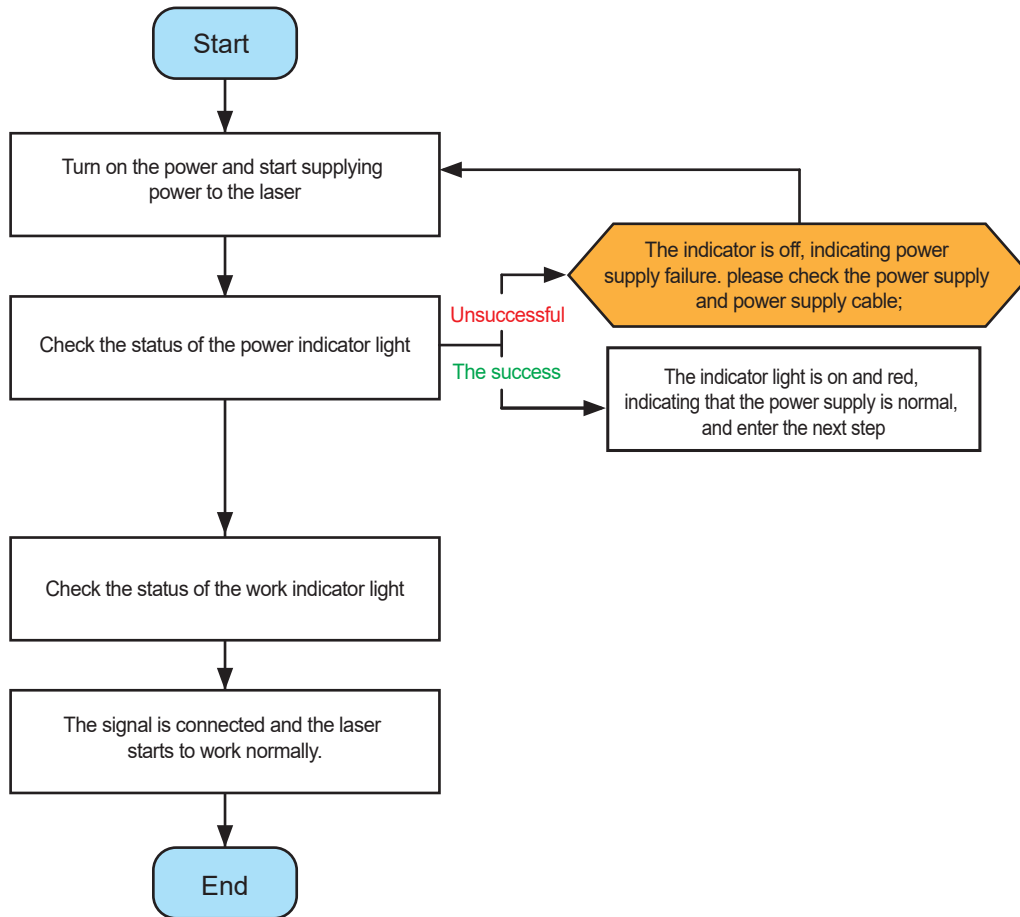 Start
Turn on the power and start supplying
power to the laser
The indicator is off, indicating power
supply failure. please check the power supply
and power supply cable;
Unsuccessful
Check the status of the power indicator light
The success
The indicator light is on and red,
indicating that the power supply is normal,
and enter the next step
Check the status of the work indicator light
The signal is connected and the laser
starts to work normally.
End